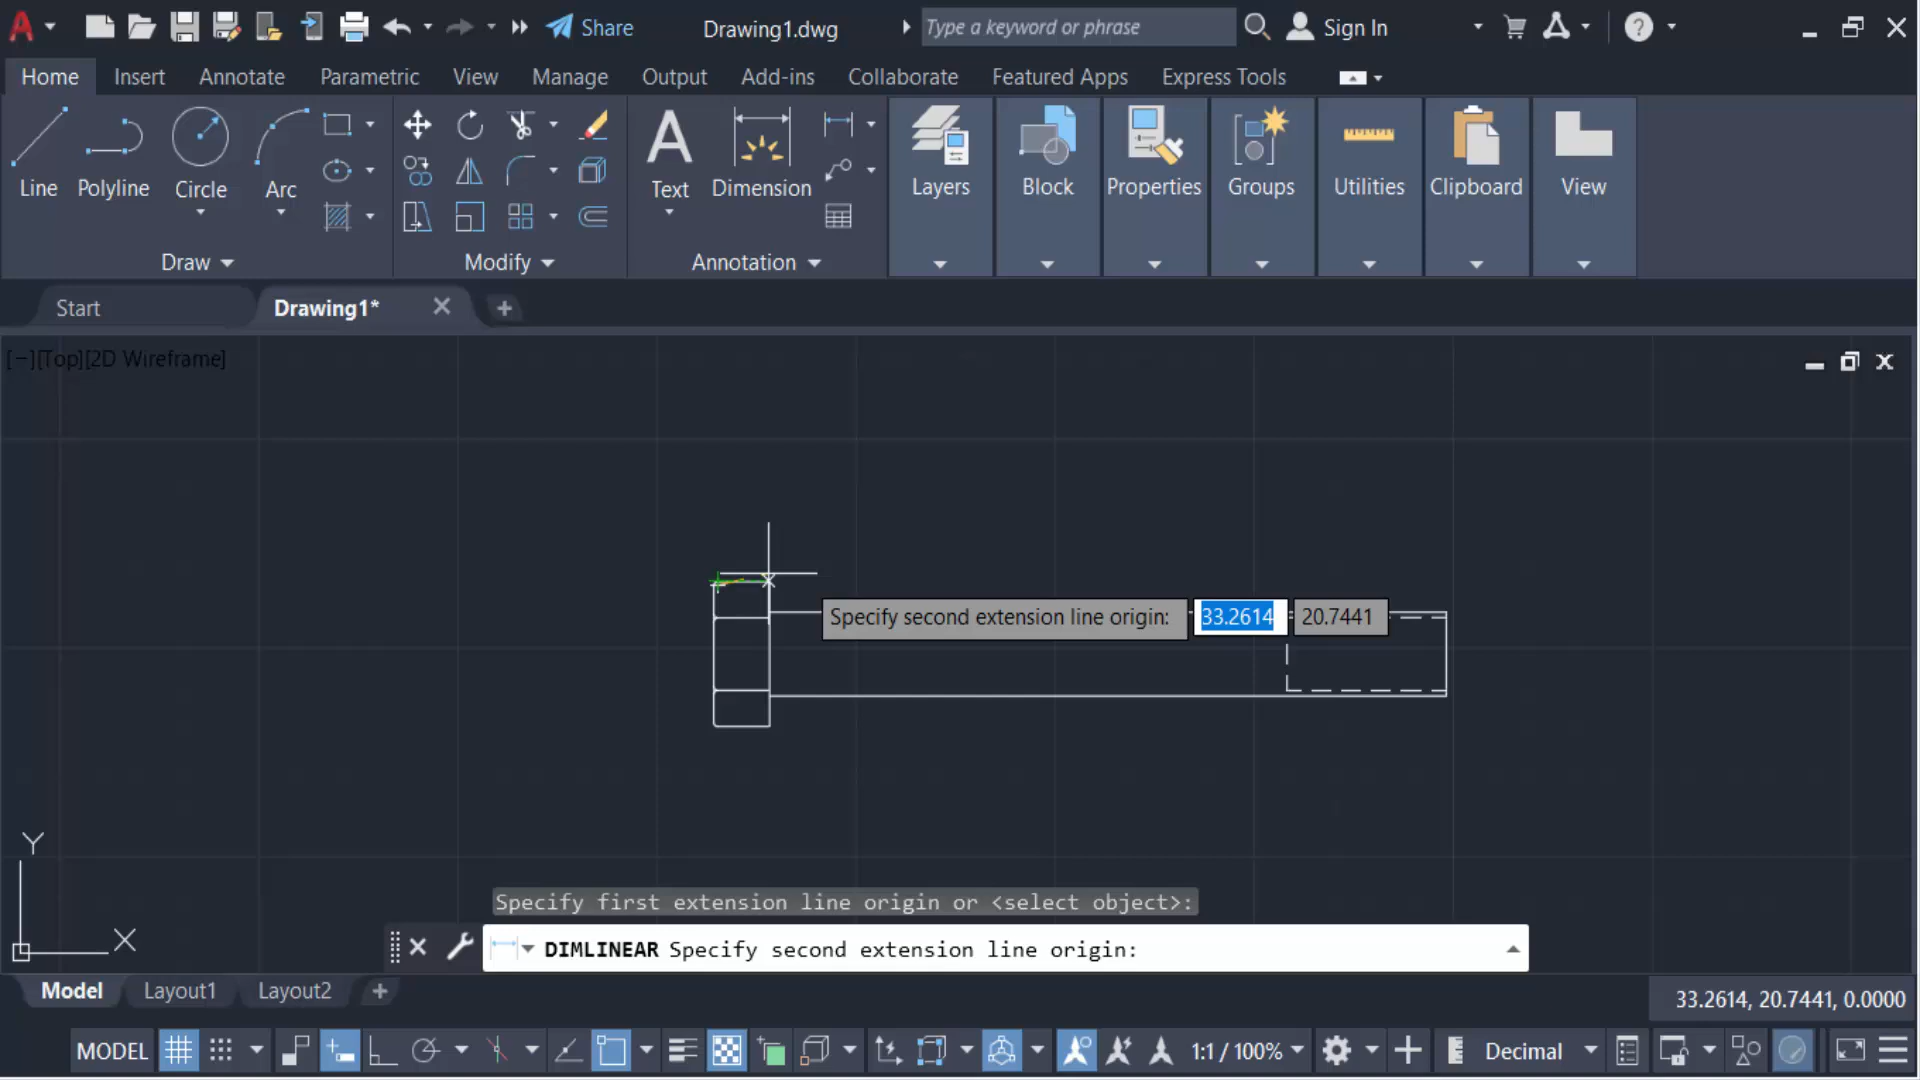 Share Drawing1.dwg Type a keyword or phrase Sign In
Home Insert Annotate Parametric View Manage Output Add-ins Collaborate Featured Apps Express Tools
Line Polyline Circle Arc Text Dimension Layers Block Properties Groups Utilities Clipboard View
Draw Modify Annotation
Start Drawing1*
[−][Top][2D Wireframe]
Specify second extension line origin: 33.2614 20.7441
Y
X
Specify first extension line origin or <select object>:
DIMLINEAR Specify second extension line origin:
Model Layout1 Layout2 33.2614, 20.7441, 0.0000
MODEL 1:1 / 100% Decimal